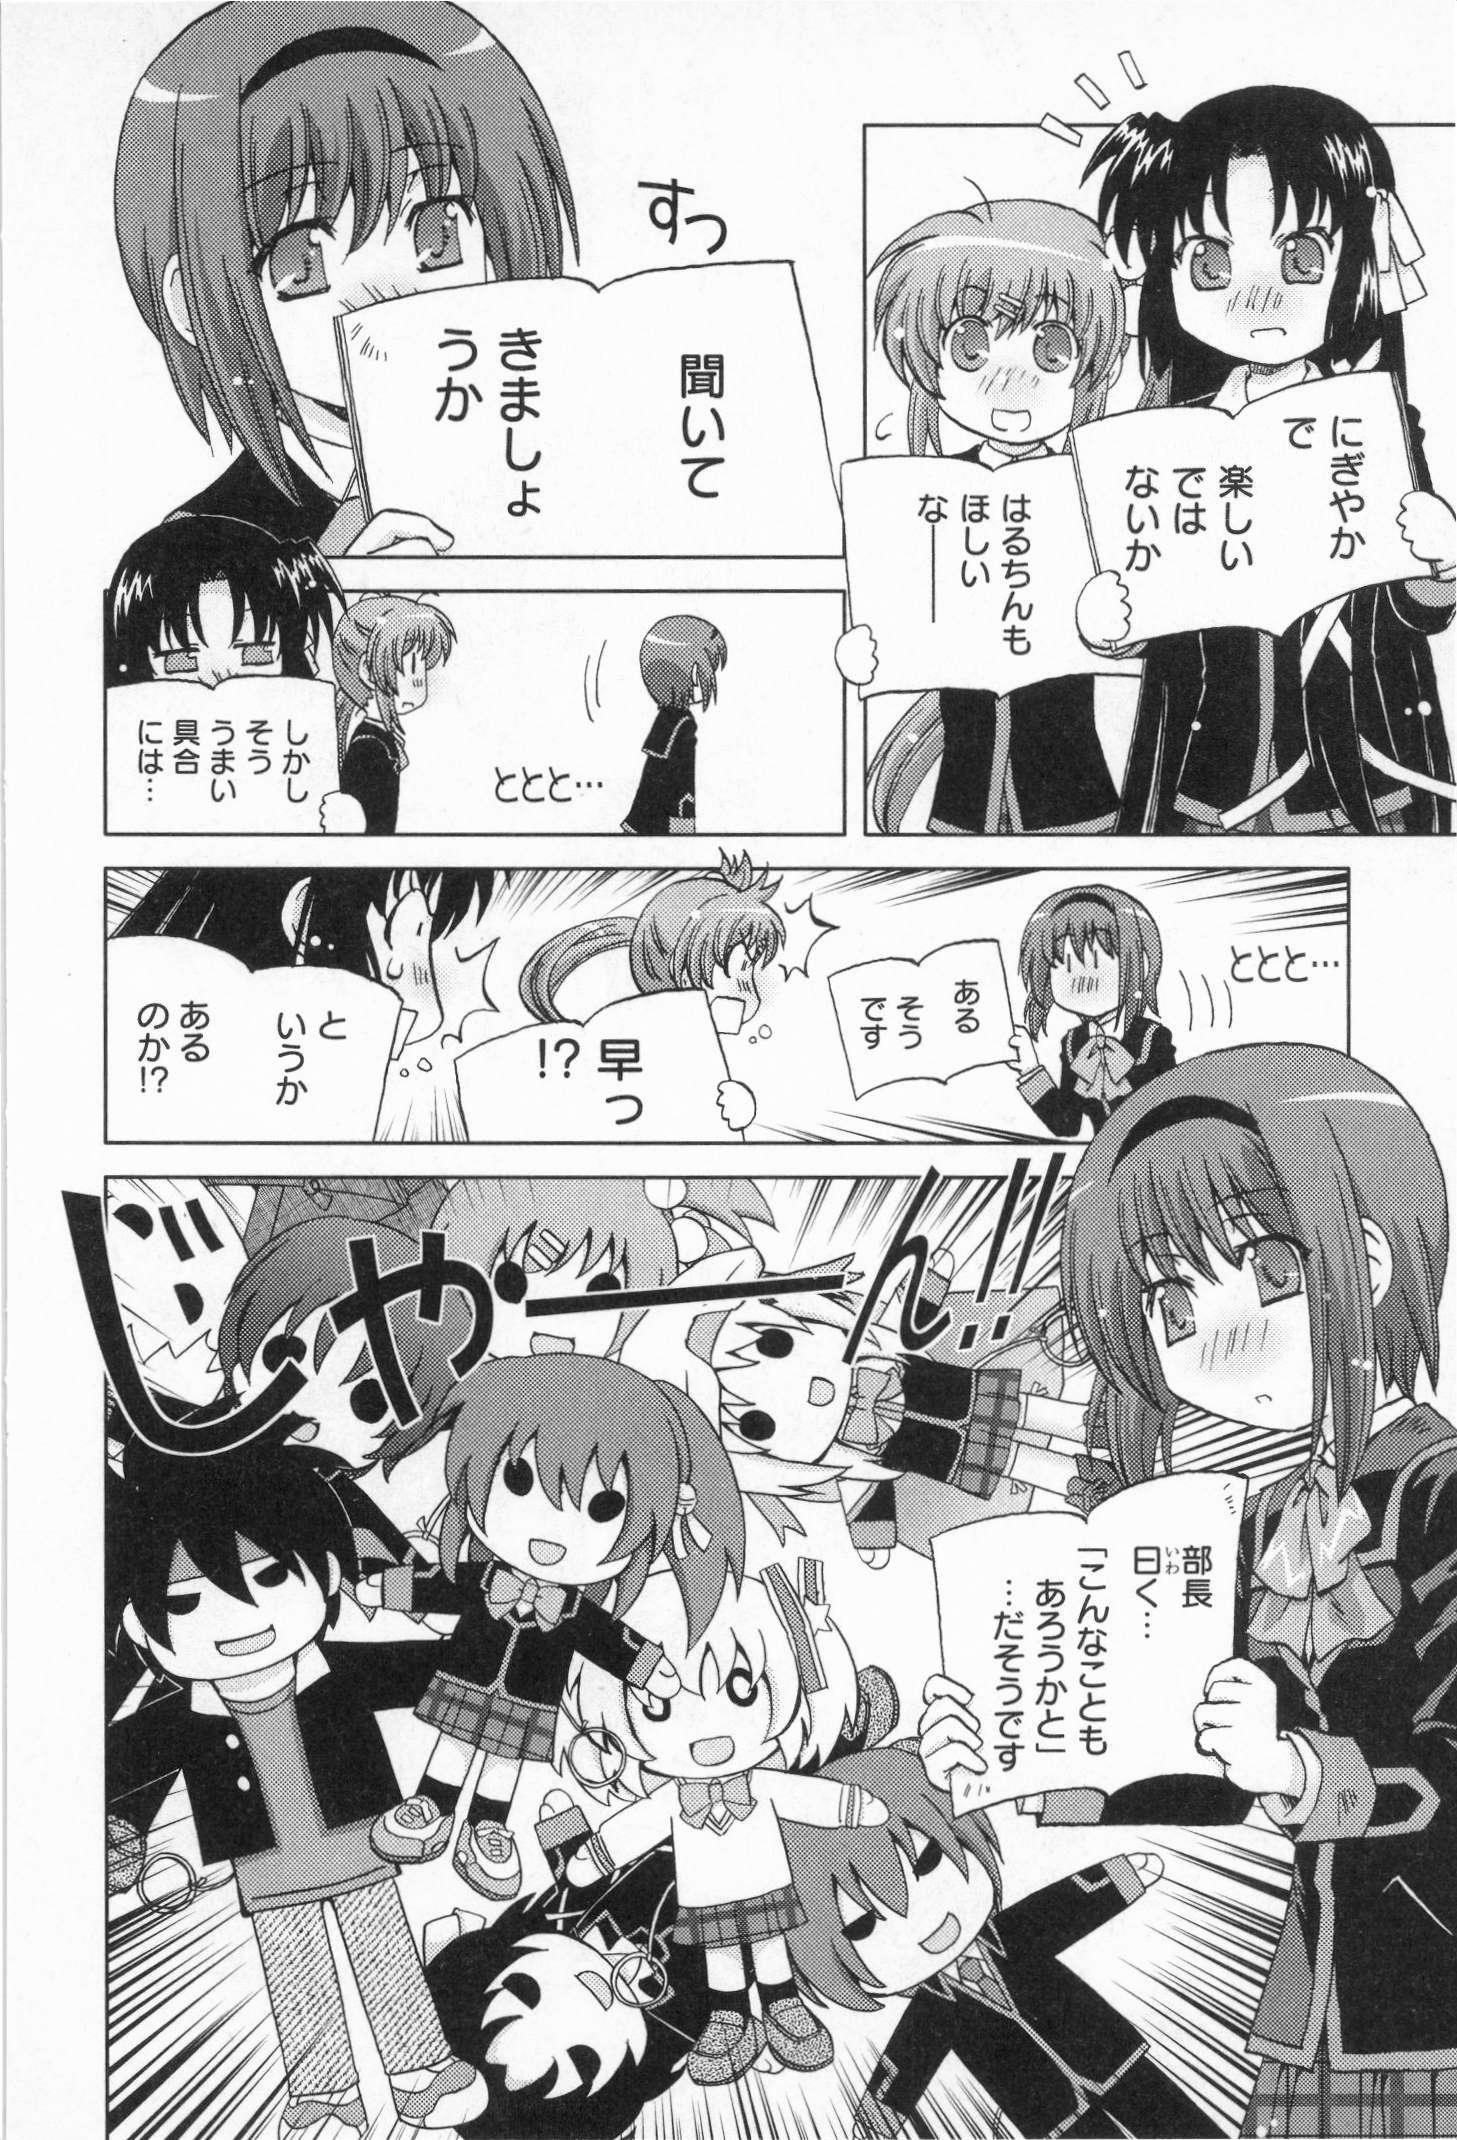 にぎやか
で
楽しい
では
ないか
はるちんも
ほしい
なーー
すっ
聞いて
きましょ
うか
ととと…
しかし
そう
うまい
具合
には…
ととと…
ある
そう
です
早っ
!?
と
いうか
ある
のか!?
じゃーん!!
部長
曰く…
いわ
「こんなことも
あろうかと」
…だそうです